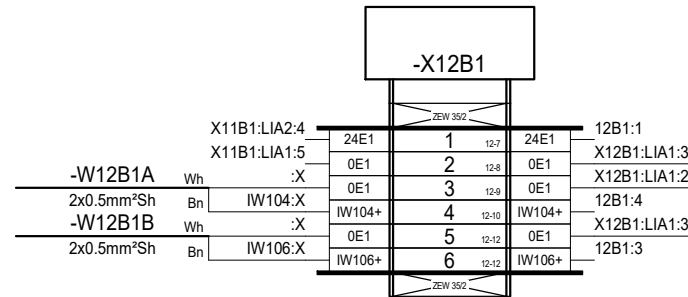 -X12B1
ZEW 35/2
X11B1:LIA2:4 24E1 1 12-7 24E1 12B1:1
X11B1:LIA1:5 0E1 2 12-8 0E1 X12B1:LIA1:3
-W12B1A Wh :X 0E1 3 12-9 0E1 X12B1:LIA1:2
2x0.5mm²Sh Bn IW104:X IW104+ 4 12-10 IW104+ 12B1:4
-W12B1B Wh :X 0E1 5 12-12 0E1 X12B1:LIA1:3
2x0.5mm²Sh Bn IW106:X IW106+ 6 12-12 IW106+ 12B1:3
ZEW 35/2